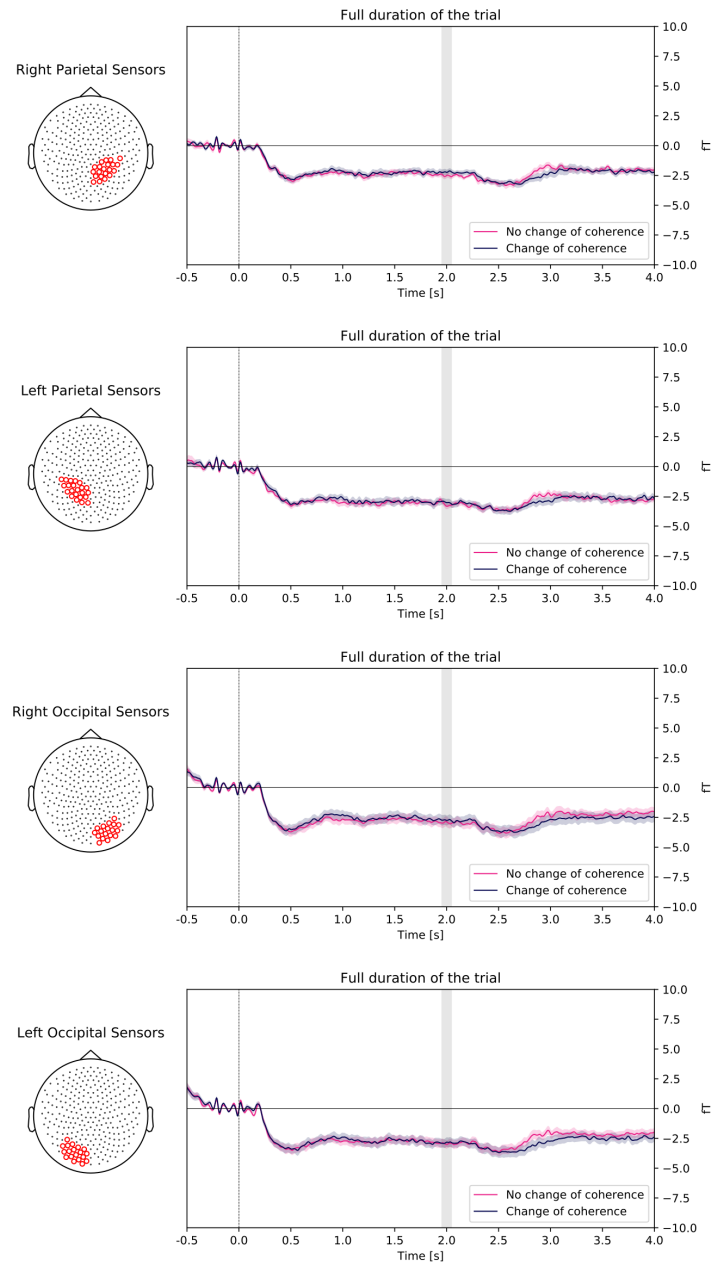 Full duration of the trial
Right Parietal Sensors
10.0
7.5
5.0
2.5
0.0
−2.5
−5.0
−7.5
−10.0
fT
No change of coherence
Change of coherence
-0.5 0.0 0.5 1.0 1.5 2.0 2.5 3.0 3.5 4.0
Time [s]
Full duration of the trial
Left Parietal Sensors
10.0
7.5
5.0
2.5
0.0
−2.5
−5.0
−7.5
−10.0
fT
No change of coherence
Change of coherence
-0.5 0.0 0.5 1.0 1.5 2.0 2.5 3.0 3.5 4.0
Time [s]
Full duration of the trial
Right Occipital Sensors
10.0
7.5
5.0
2.5
0.0
−2.5
−5.0
−7.5
−10.0
fT
No change of coherence
Change of coherence
-0.5 0.0 0.5 1.0 1.5 2.0 2.5 3.0 3.5 4.0
Time [s]
Full duration of the trial
Left Occipital Sensors
10.0
7.5
5.0
2.5
0.0
−2.5
−5.0
−7.5
−10.0
fT
No change of coherence
Change of coherence
-0.5 0.0 0.5 1.0 1.5 2.0 2.5 3.0 3.5 4.0
Time [s]